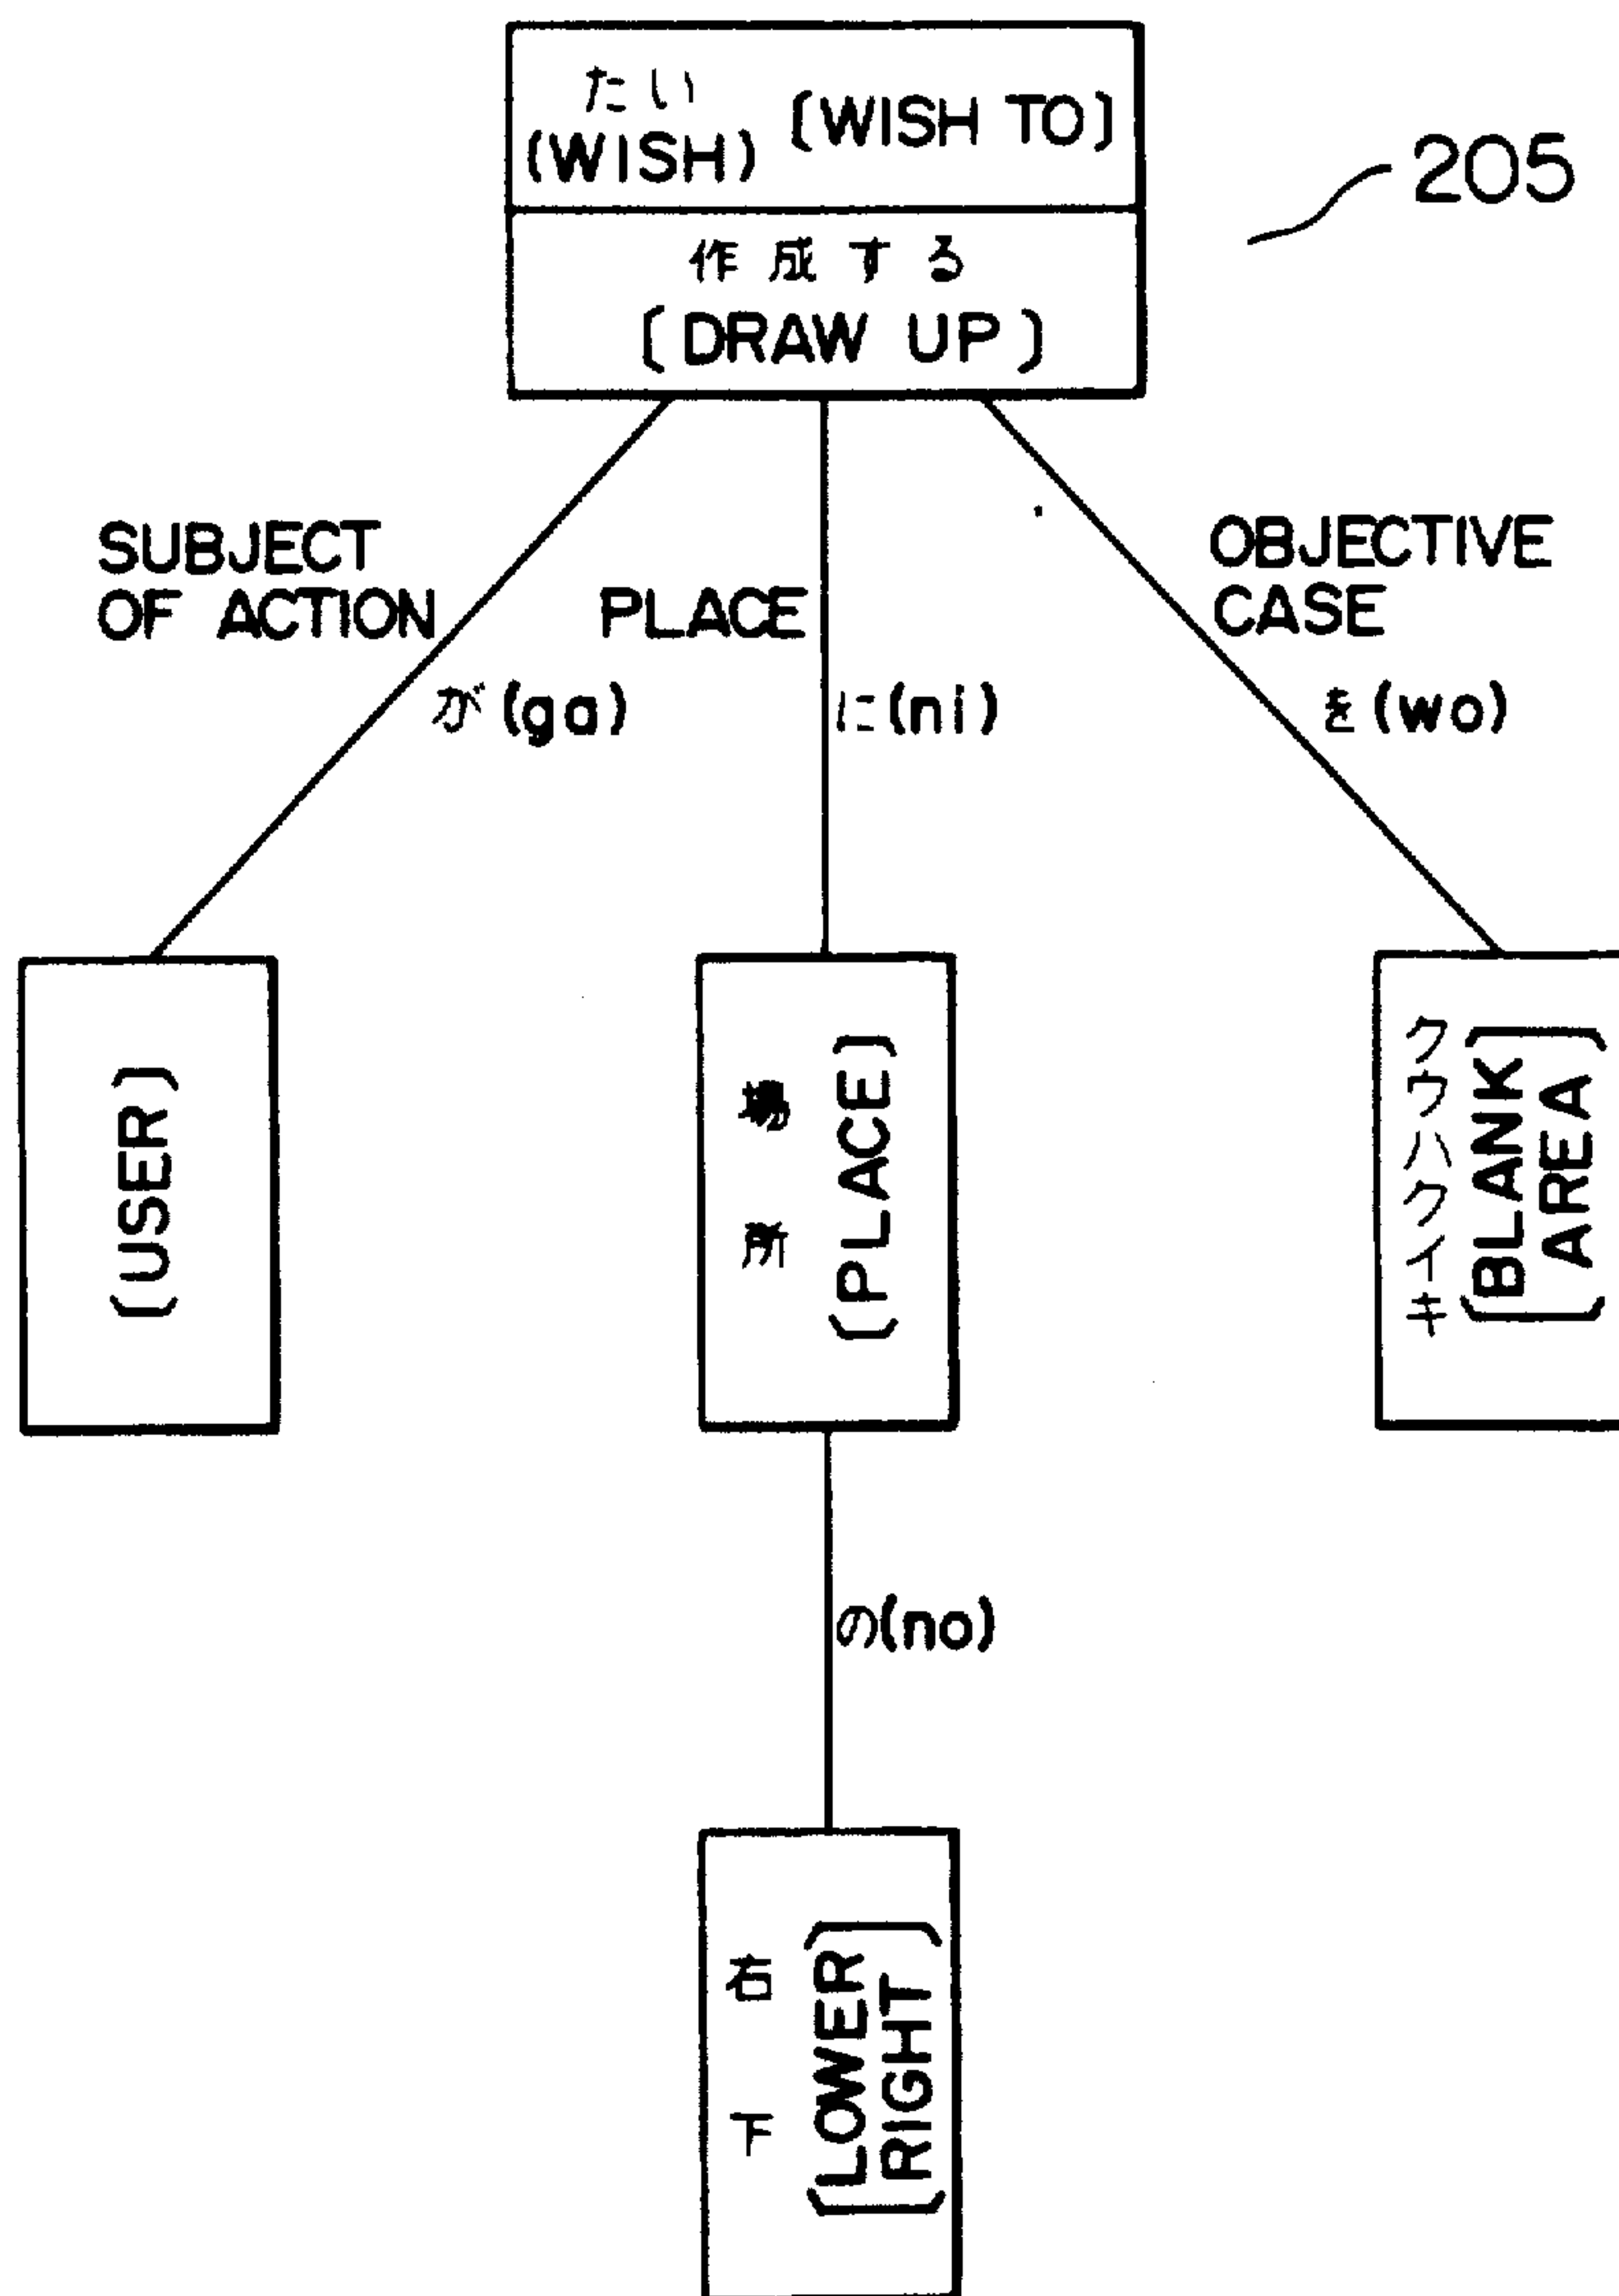 たい
(WISH) (WISH TO)
205
作成する
(DRAW UP)
SUBJECT
OF ACTION
PLACE
OBJECTIVE
CASE
が(ga)
に(ni)
を(wo)
(USER)
場所
(PLACE)
クウハクイキ
(BLANK
AREA)
の(no)
右下
(LOWER
RIGHT)